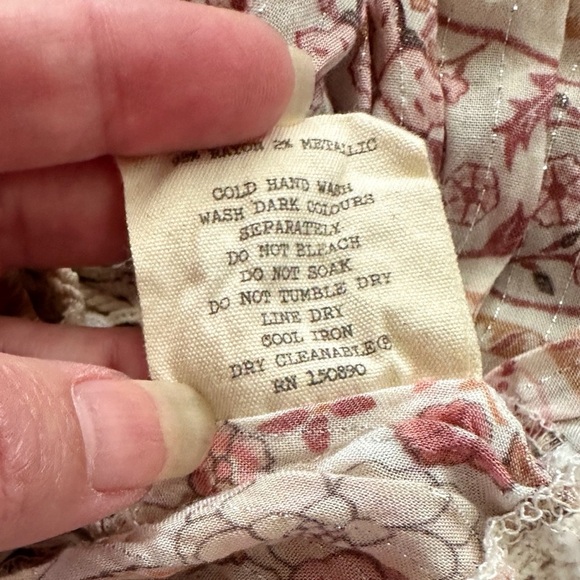 98% RAYON 2% METALLIC
COLD HAND WASH
WASH DARK COLOURS
SEPARATELY
DO NOT BLEACH
DO NOT SOAK
DO NOT TUMBLE DRY
LINE DRY
COOL IRON
DRY CLEANABLE Ⓟ
RN 150890